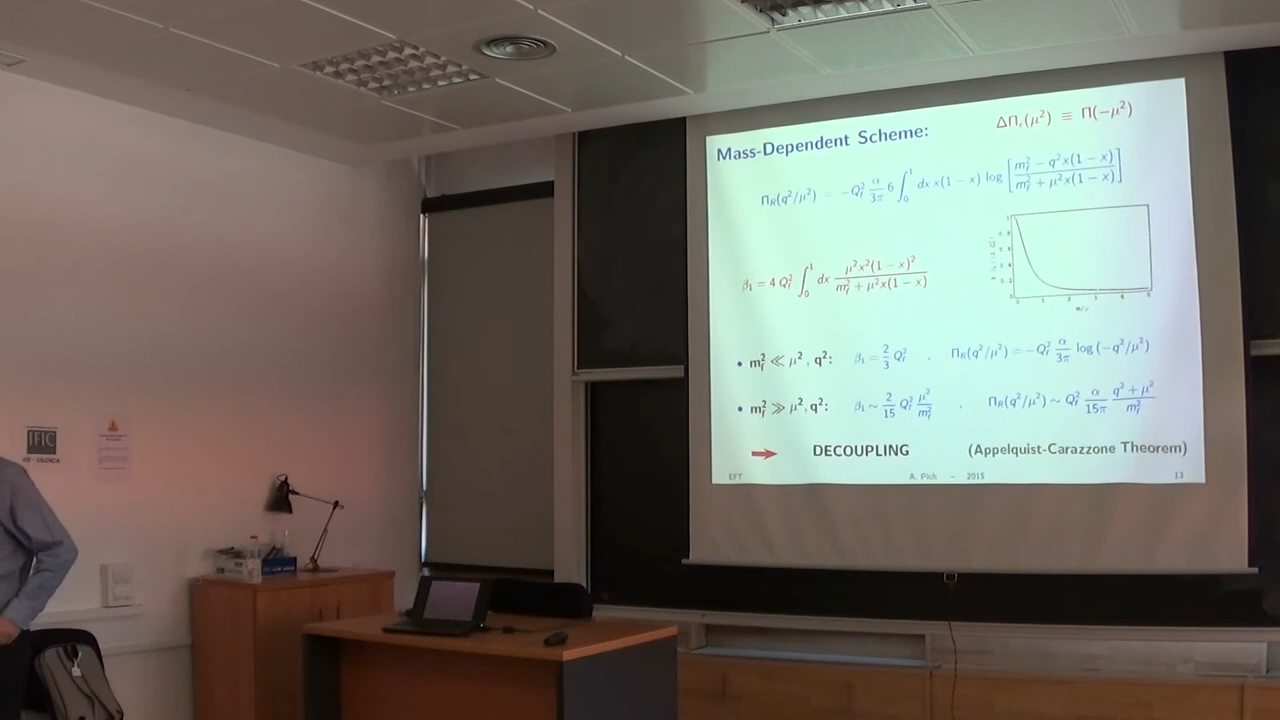 Mass-Dependent Scheme:
ΔΠ_ϵ(μ²) ≡ Π(−μ²)
Π_R(q²/μ²) = −Q_f² α/3π 6 ∫₀¹ dx x(1 − x) log [ m_f² − q²x(1 − x) / m_f² + μ²x(1 − x) ]
β₁ = 4 Q_f² ∫₀¹ dx μ²x²(1 − x)² / m_f² + μ²x(1 − x)
m/μ
• m_f² ≪ μ², q²: β₁ = 2/3 Q_f² , Π_R(q²/μ²) = −Q_f² α/3π log (−q²/μ²)
• m_f² ≫ μ², q²: β₁ ∼ 2/15 Q_f² μ²/m_f² , Π_R(q²/μ²) ∼ Q_f² α/15π q² + μ²/m_f²
DECOUPLING (Appelquist-Carazzone Theorem)
EFT A. Pich – 2015 13
IFIC